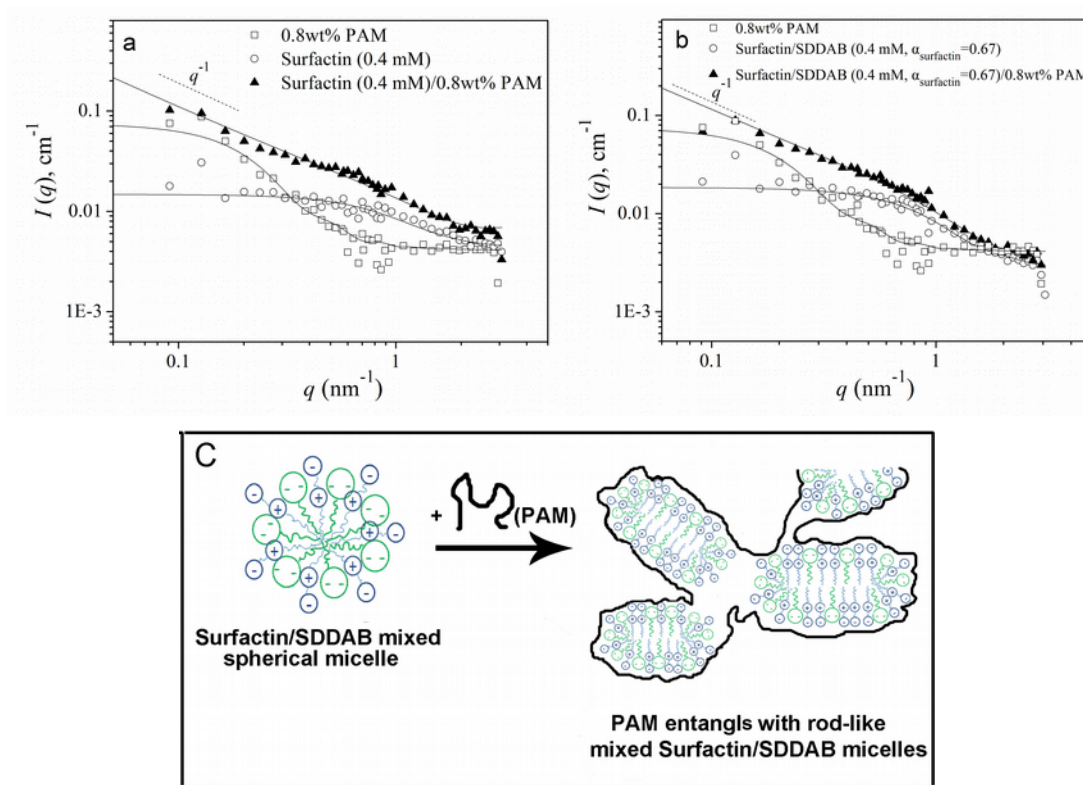 a
□ 0.8wt% PAM
○ Surfactin (0.4 mM)
▲ Surfactin (0.4 mM)/0.8wt% PAM
q⁻¹
I (q), cm⁻¹
0.1
0.01
1E-3
0.1 1
q (nm⁻¹)
b
□ 0.8wt% PAM
○ Surfactin/SDDAB (0.4 mM, α_surfactin=0.67)
▲ Surfactin/SDDAB (0.4 mM, α_surfactin=0.67)/0.8wt% PAM
q⁻¹
I (q), cm⁻¹
0.1
0.01
1E-3
0.1 1
q (nm⁻¹)
C
+ (PAM)
Surfactin/SDDAB mixed
spherical micelle
PAM entangls with rod-like
mixed Surfactin/SDDAB micelles